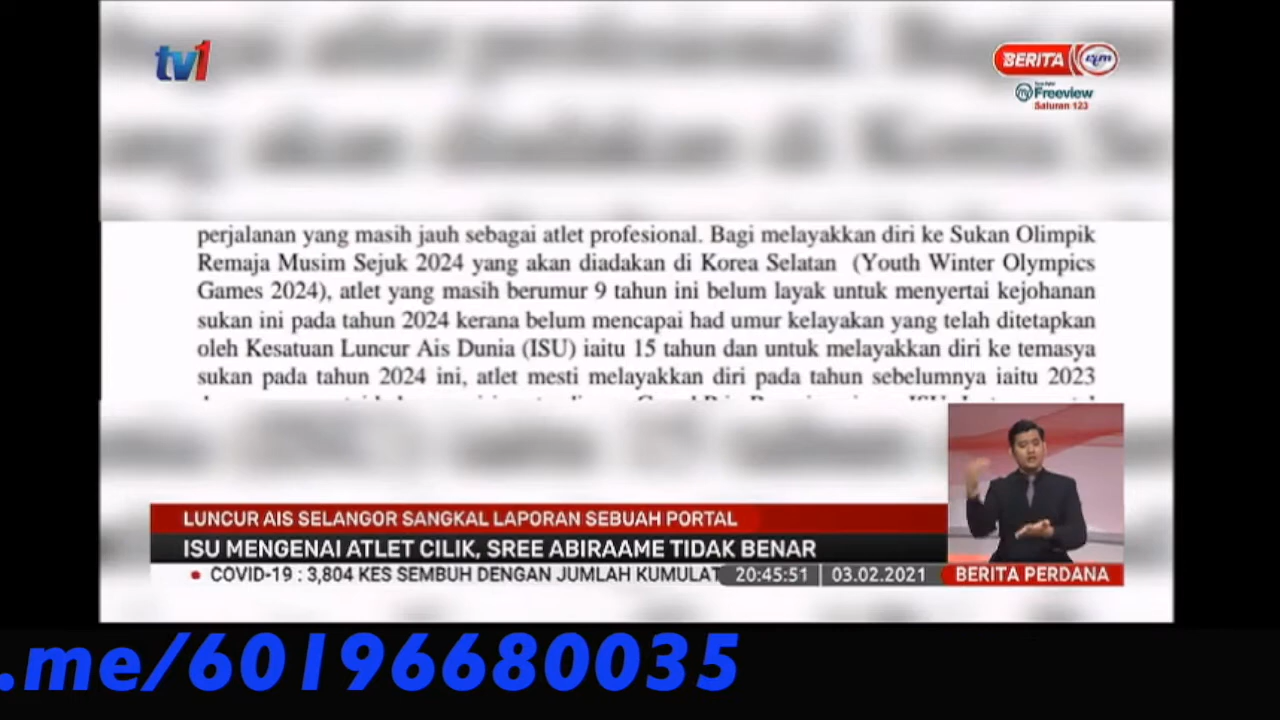 tv1
BERITA rtm
my Freeview
Saluran 123
perjalanan yang masih jauh sebagai atlet profesional. Bagi melayakkan diri ke Sukan Olimpik
Remaja Musim Sejuk 2024 yang akan diadakan di Korea Selatan (Youth Winter Olympics
Games 2024), atlet yang masih berumur 9 tahun ini belum layak untuk menyertai kejohanan
sukan ini pada tahun 2024 kerana belum mencapai had umur kelayakan yang telah ditetapkan
oleh Kesatuan Luncur Ais Dunia (ISU) iaitu 15 tahun dan untuk melayakkan diri ke temasya
sukan pada tahun 2024 ini, atlet mesti melayakkan diri pada tahun sebelumnya iaitu 2023
LUNCUR AIS SELANGOR SANGKAL LAPORAN SEBUAH PORTAL
ISU MENGENAI ATLET CILIK, SREE ABIRAAME TIDAK BENAR
• COVID-19 : 3,804 KES SEMBUH DENGAN JUMLAH KUMULAT 20:45:51 03.02.2021 BERITA PERDANA
.me/60196680035